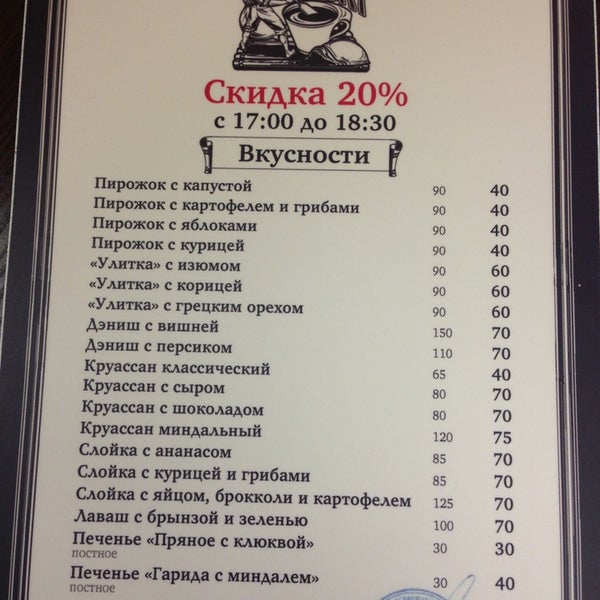 Скидка 20%
с 17:00 до 18:30
Вкусности
Пирожок с капустой 90 40
Пирожок с картофелем и грибами 90 40
Пирожок с яблоками 90 40
Пирожок с курицей 90 40
«Улитка» с изюмом 90 60
«Улитка» с корицей 90 60
«Улитка» с грецким орехом 90 60
Дэниш с вишней 150 70
Дэниш с персиком 110 70
Круассан классический 65 40
Круассан с сыром 80 70
Круассан с шоколадом 80 70
Круассан миндальный 120 75
Слойка с ананасом 85 70
Слойка с курицей и грибами 85 70
Слойка с яйцом, брокколи и картофелем 125 70
Лаваш с брынзой и зеленью 100 70
Печенье «Пряное с клюквой» 30 30
постное
Печенье «Гарида с миндалем» 30 40
постное